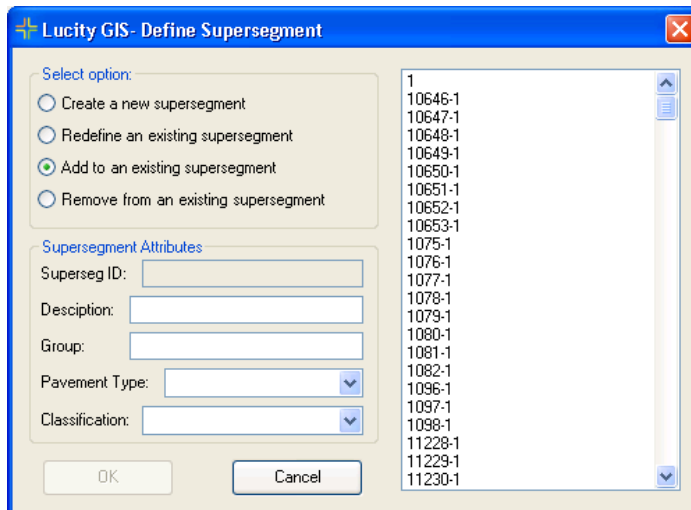 Lucity GIS- Define Supersegment
Select option:
Create a new supersegment
Redefine an existing supersegment
Add to an existing supersegment
Remove from an existing supersegment
Supersegment Attributes
Superseg ID:
Desciption:
Group:
Pavement Type:
Classification:
OK
Cancel
1
10646-1
10647-1
10648-1
10649-1
10650-1
10651-1
10652-1
10653-1
1075-1
1076-1
1077-1
1078-1
1079-1
1080-1
1081-1
1082-1
1096-1
1097-1
1098-1
11228-1
11229-1
11230-1